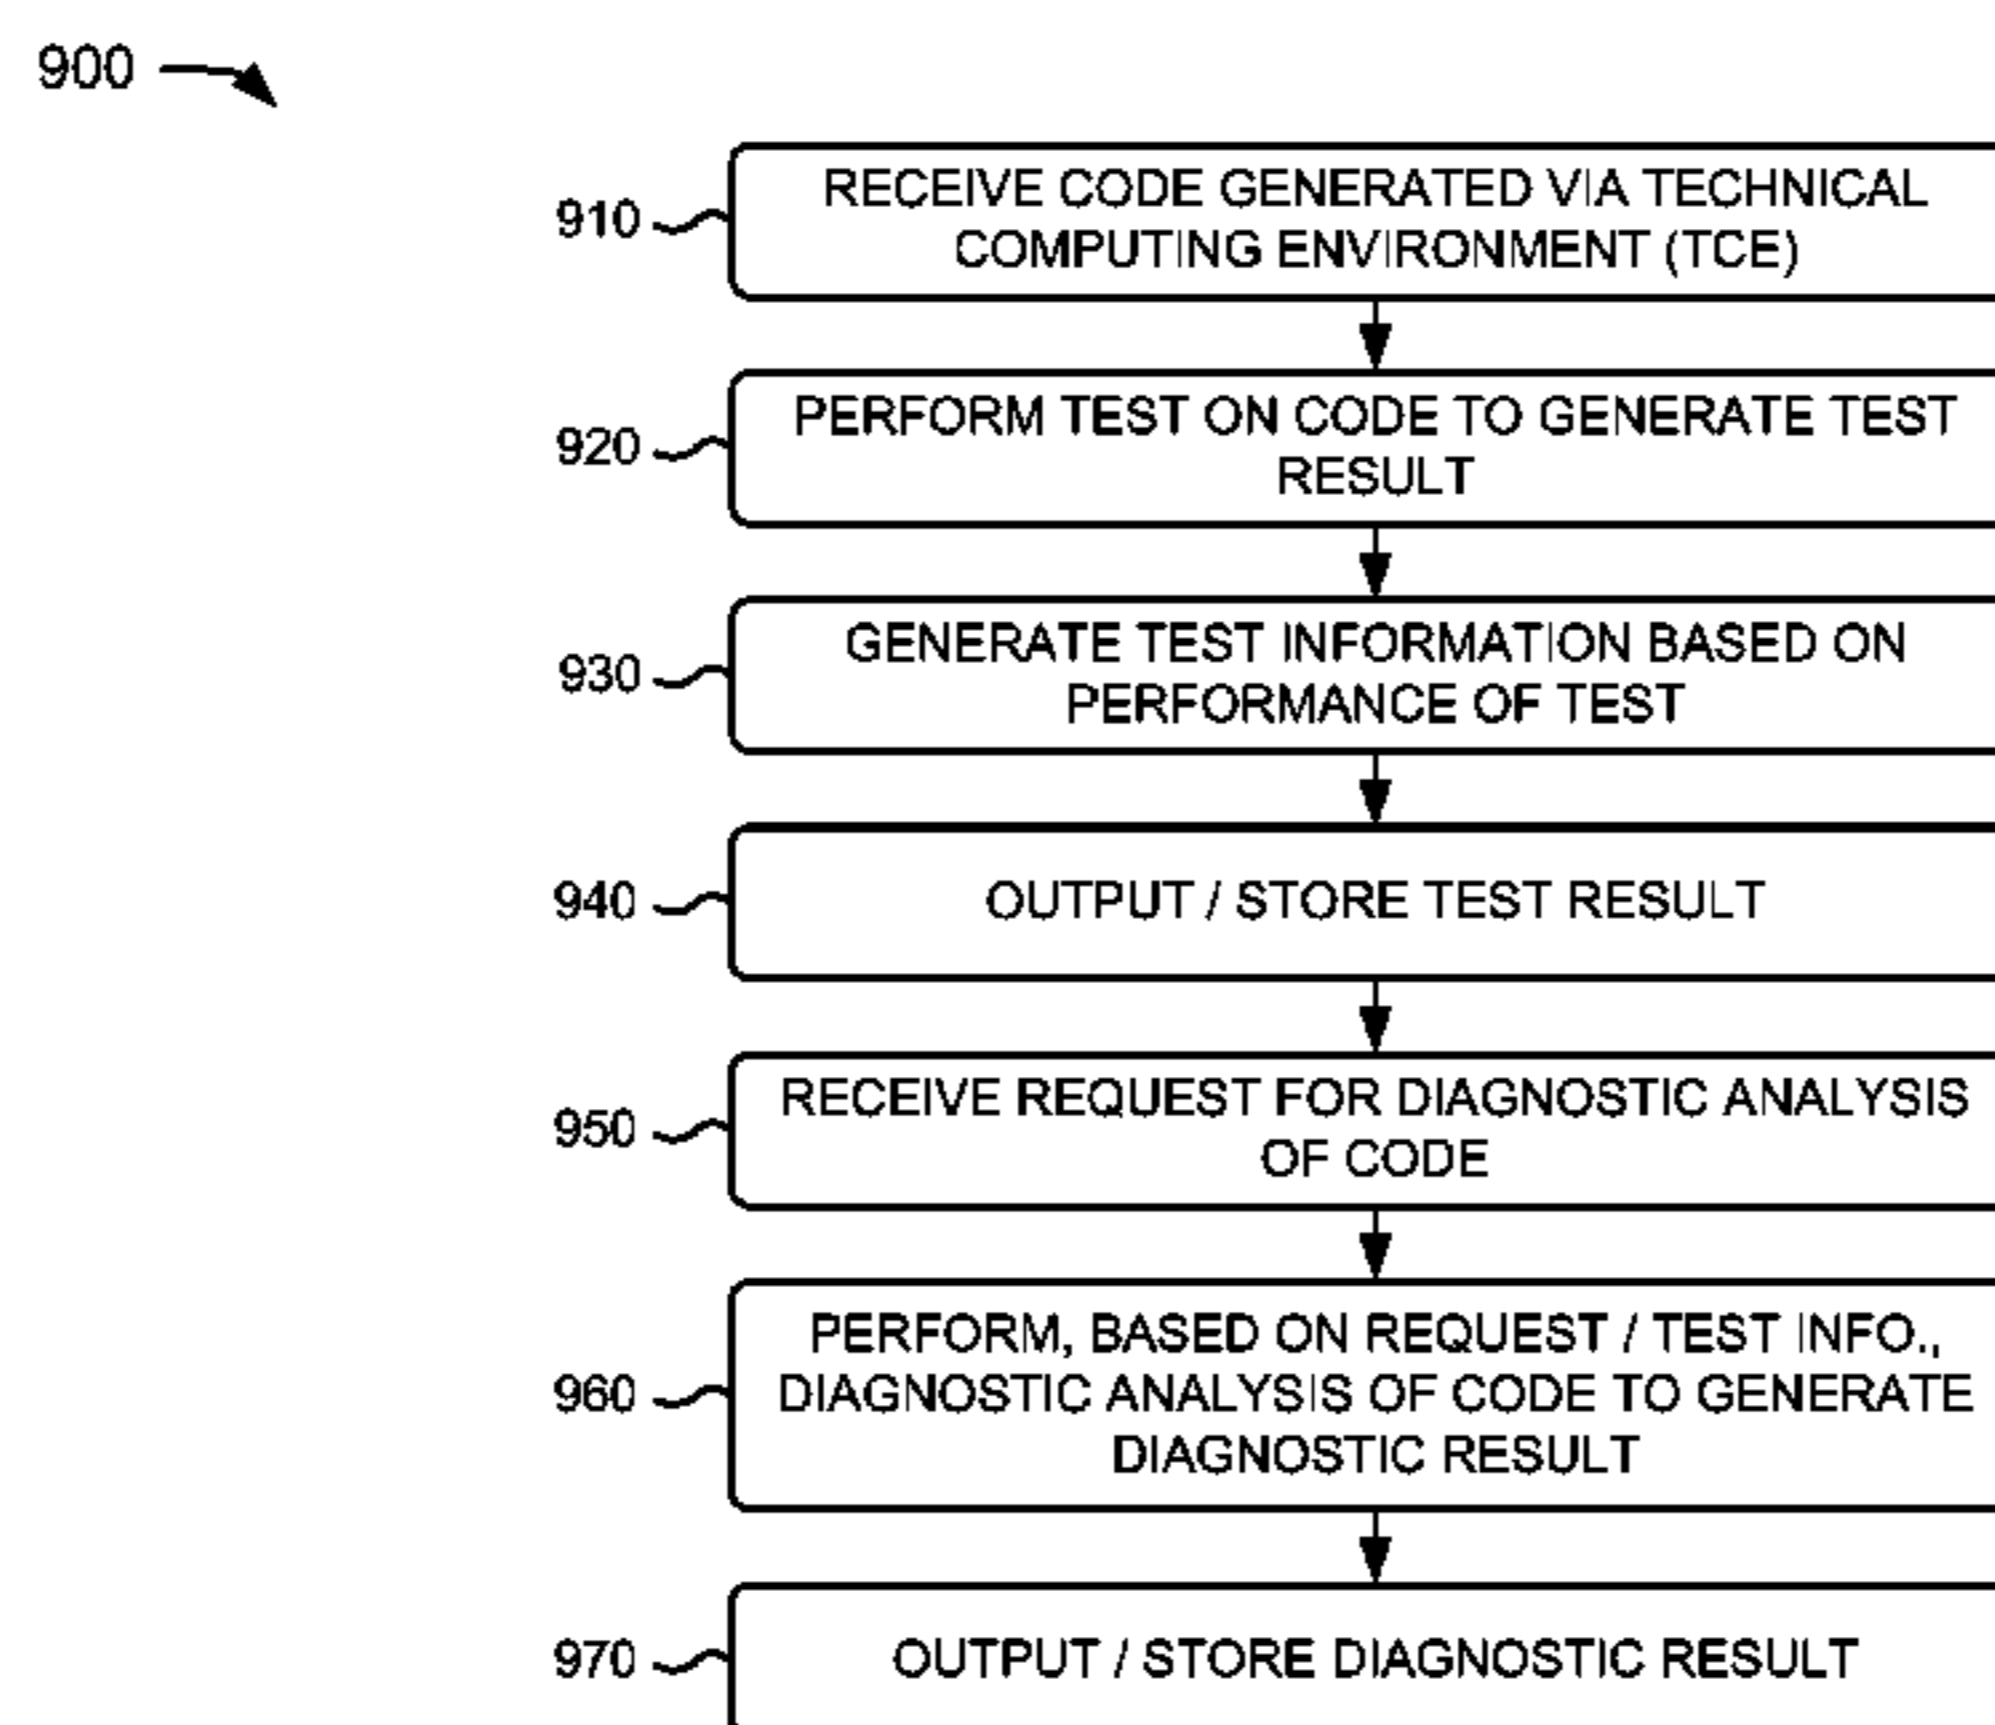 900
910
RECEIVE CODE GENERATED VIA TECHNICAL
COMPUTING ENVIRONMENT (TCE)
920
PERFORM TEST ON CODE TO GENERATE TEST
RESULT
930
GENERATE TEST INFORMATION BASED ON
PERFORMANCE OF TEST
940
OUTPUT / STORE TEST RESULT
950
RECEIVE REQUEST FOR DIAGNOSTIC ANALYSIS
OF CODE
960
PERFORM, BASED ON REQUEST / TEST INFO.,
DIAGNOSTIC ANALYSIS OF CODE TO GENERATE
DIAGNOSTIC RESULT
970
OUTPUT / STORE DIAGNOSTIC RESULT